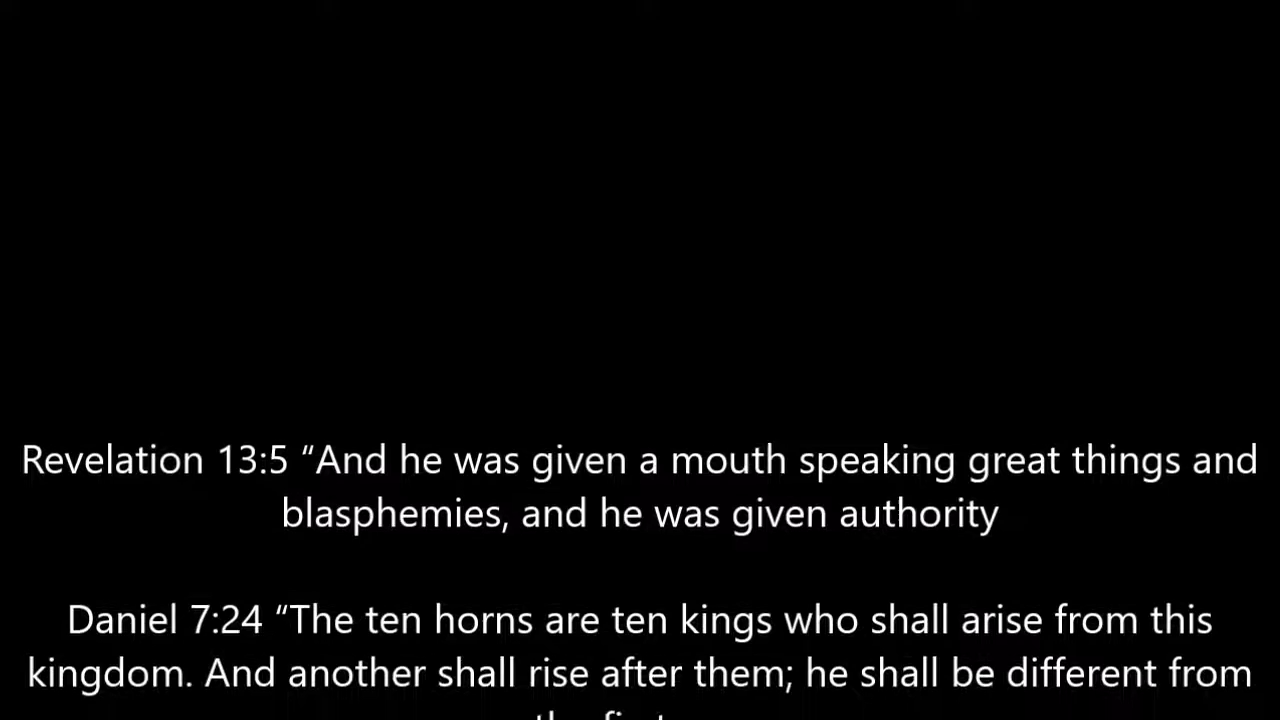 Revelation 13:5 “And he was given a mouth speaking great things and
blasphemies, and he was given authority
Daniel 7:24 “The ten horns are ten kings who shall arise from this
kingdom. And another shall rise after them; he shall be different from